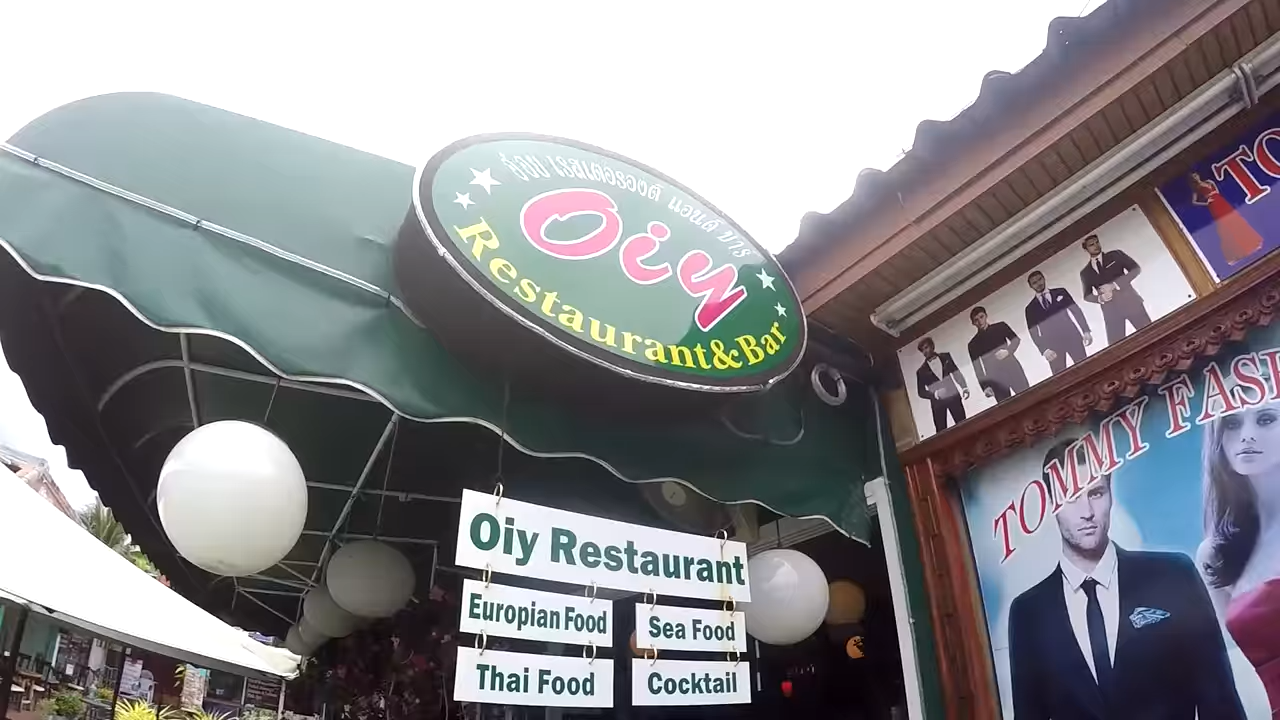 อ๋อย เรสเตอรองต์ แอนด์ บาร์
Oiy
Restaurant&Bar
Oiy Restaurant
Europian Food
Sea Food
Thai Food
Cocktail
TOMMY FASH
TO